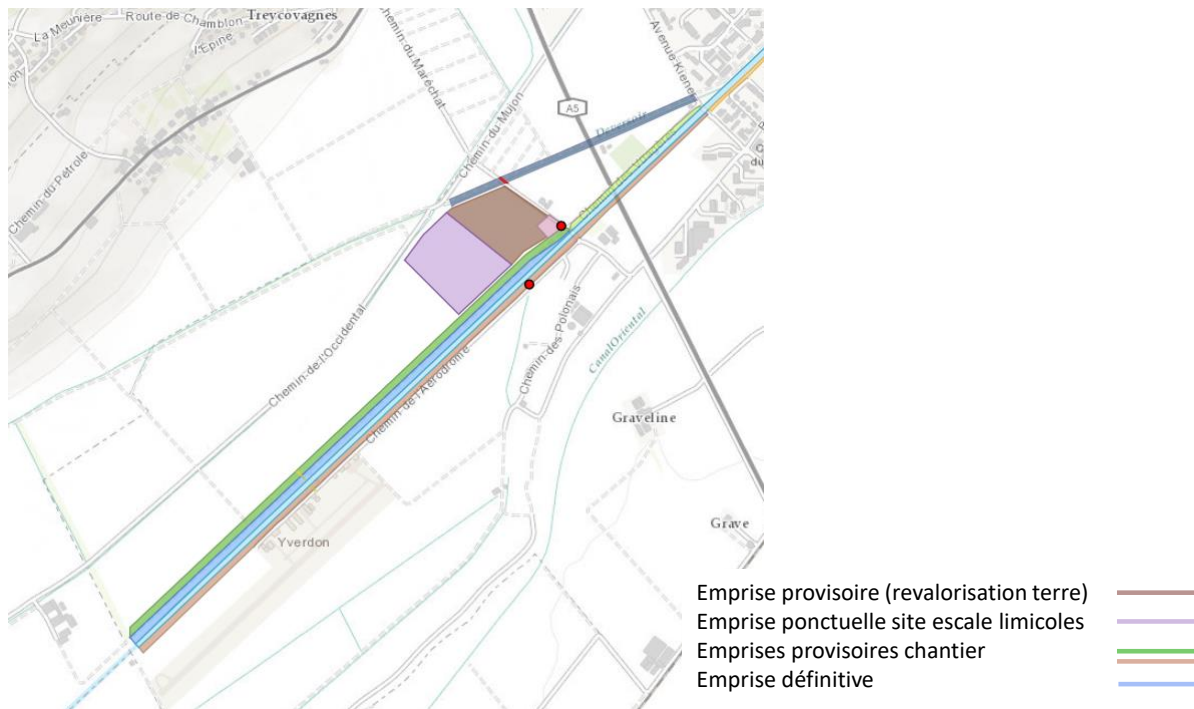 La Meunière
Route de Chamblon
Treycovagnes
l'Epine
Chemin du Maréchat
Avenue Kiener
A5
Depenoir
Chemin du Mujon
Chemin du Pétrole
Chemin de l'Occidental
Chemin de l'Aérodrome
Chemin des Polonais
CanalOriental
Graveline
Grave
Yverdon
Emprise provisoire (revalorisation terre)
Emprise ponctuelle site escale limicoles
Emprises provisoires chantier
Emprise définitive